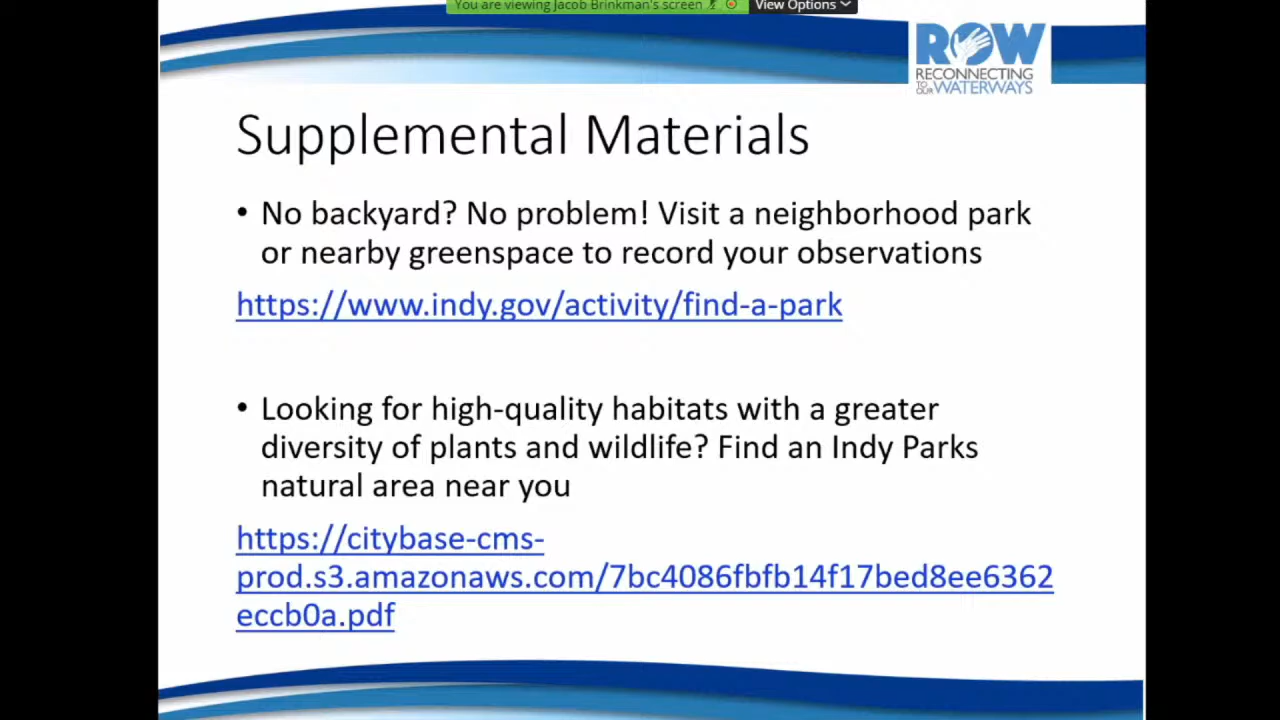 You are viewing Jacob Brinkman's screen
View Options
ROW
RECONNECTING
TO OUR WATERWAYS
Supplemental Materials
• No backyard? No problem! Visit a neighborhood park
or nearby greenspace to record your observations
https://www.indy.gov/activity/find-a-park
• Looking for high-quality habitats with a greater
diversity of plants and wildlife? Find an Indy Parks
natural area near you
https://citybase-cms-
prod.s3.amazonaws.com/7bc4086fbfb14f17bed8ee6362
eccb0a.pdf